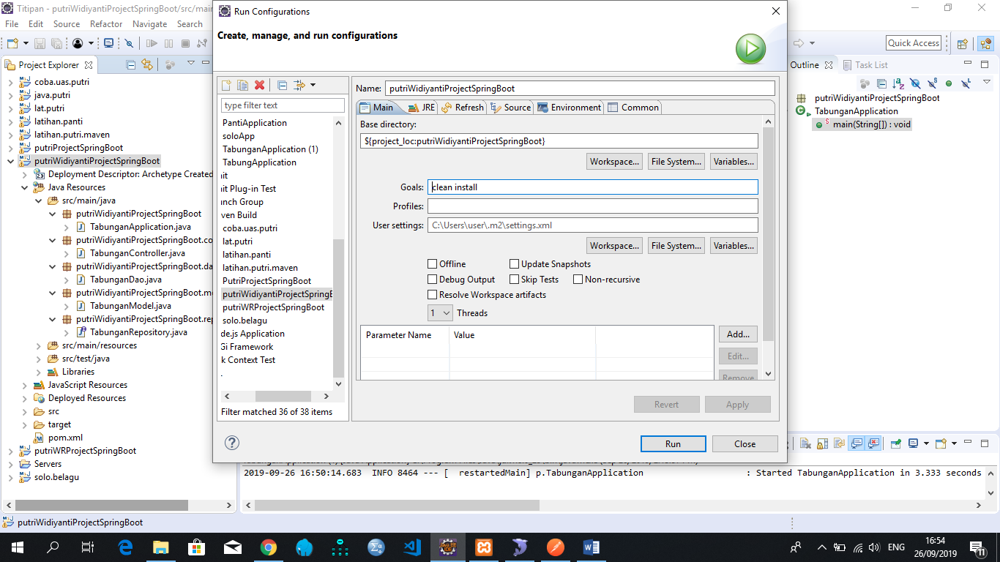 Titipan - putriWidiyantiProjectSpringBoot/src/mai
File Edit Source Refactor Navigate Search
Quick Access
Project Explorer
coba.uas.putri
java.putri
lat.putri
latihan.panti
latihan.putri.maven
putriProjectSpringBoot
putriWidiyantiProjectSpringBoot
Deployment Descriptor: Archetype Created
Java Resources
src/main/java
putriWidiyantiProjectSpringBoot
TabunganApplication.java
putriWidiyantiProjectSpringBoot.co
TabunganController.java
putriWidiyantiProjectSpringBoot.da
TabunganDao.java
putriWidiyantiProjectSpringBoot.m
TabunganModel.java
putriWidiyantiProjectSpringBoot.rep
TabunganRepository.java
src/main/resources
src/test/java
Libraries
JavaScript Resources
Deployed Resources
src
target
pom.xml
putriWRProjectSpringBoot
Servers
solo.belagu
Run Configurations
Create, manage, and run configurations
type filter text
PantiApplication
soloApp
TabunganApplication (1)
TabungApplication
it
it Plug-in Test
nch Group
ven Build
coba.uas.putri
lat.putri
latihan.panti
latihan.putri.maven
PutriProjectSpringBoot
putriWidiyantiProjectSpringB
putriWRProjectSpringBoot
solo.belagu
de.js Application
Gi Framework
k Context Test
Filter matched 36 of 38 items
Name: putriWidiyantiProjectSpringBoot
Main JRE Refresh Source Environment Common
Base directory:
${project_loc:putriWidiyantiProjectSpringBoot}
Workspace... File System... Variables...
Goals: clean install
Profiles:
User settings: C:\Users\user\.m2\settings.xml
Workspace... File System... Variables...
Offline Update Snapshots
Debug Output Skip Tests Non-recursive
Resolve Workspace artifacts
1 Threads
Parameter Name Value
Add...
Edit...
Remove
Revert Apply
Run Close
Outline Task List
putriWidiyantiProjectSpringBoot
TabunganApplication
main(String[]) : void
2019-09-26 16:50:14.683 INFO 8464 --- [ restartedMain] p.TabunganApplication : Started TabunganApplication in 3.333 seconds
putriWidiyantiProjectSpringBoot
ENG
16:54
26/09/2019
11